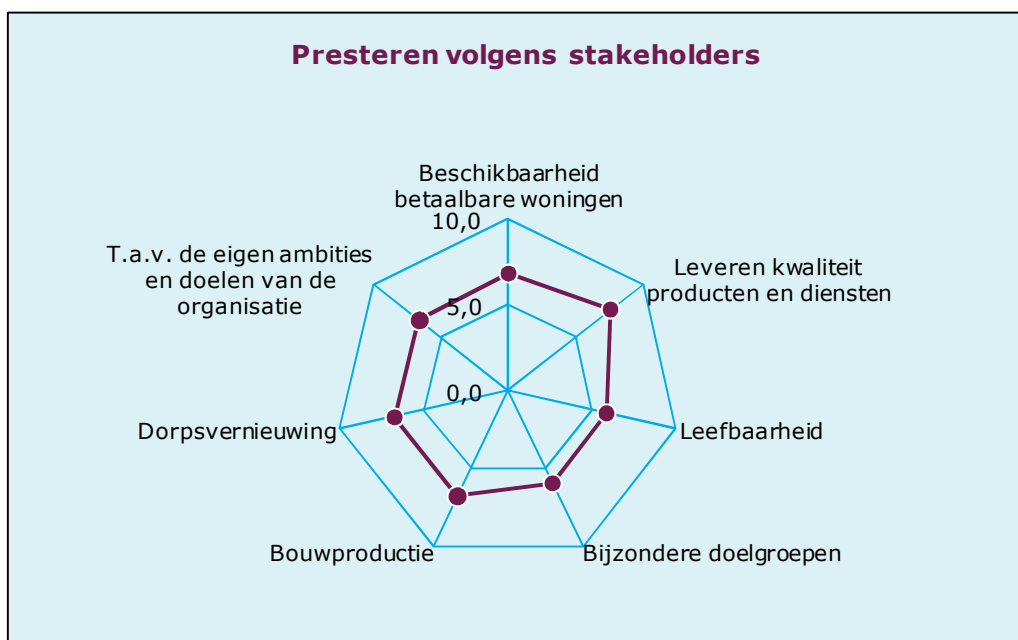 Presteren volgens stakeholders
Beschikbaarheid
betaalbare woningen
10,0
T.a.v. de eigen ambities
en doelen van de
organisatie
Leveren kwaliteit
producten en diensten
5,0
0,0
Dorpsvernieuwing
Leefbaarheid
Bouwproductie
Bijzondere doelgroepen